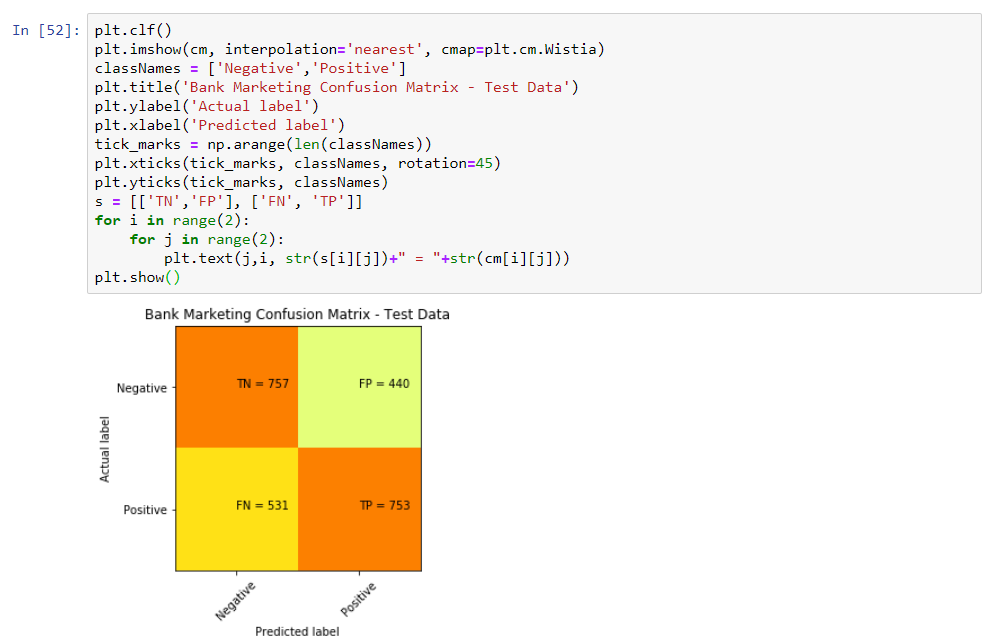 In [52]: plt.clf()
plt.imshow(cm, interpolation='nearest', cmap=plt.cm.Wistia)
classNames = ['Negative','Positive']
plt.title('Bank Marketing Confusion Matrix - Test Data')
plt.ylabel('Actual label')
plt.xlabel('Predicted label')
tick_marks = np.arange(len(classNames))
plt.xticks(tick_marks, classNames, rotation=45)
plt.yticks(tick_marks, classNames)
s = [['TN','FP'], ['FN', 'TP']]
for i in range(2):
    for j in range(2):
        plt.text(j,i, str(s[i][j])+" = "+str(cm[i][j]))
plt.show()
Bank Marketing Confusion Matrix - Test Data
Negative
TN = 757
FP = 440
Actual label
Positive
FN = 531
TP = 753
Negative
Positive
Predicted label